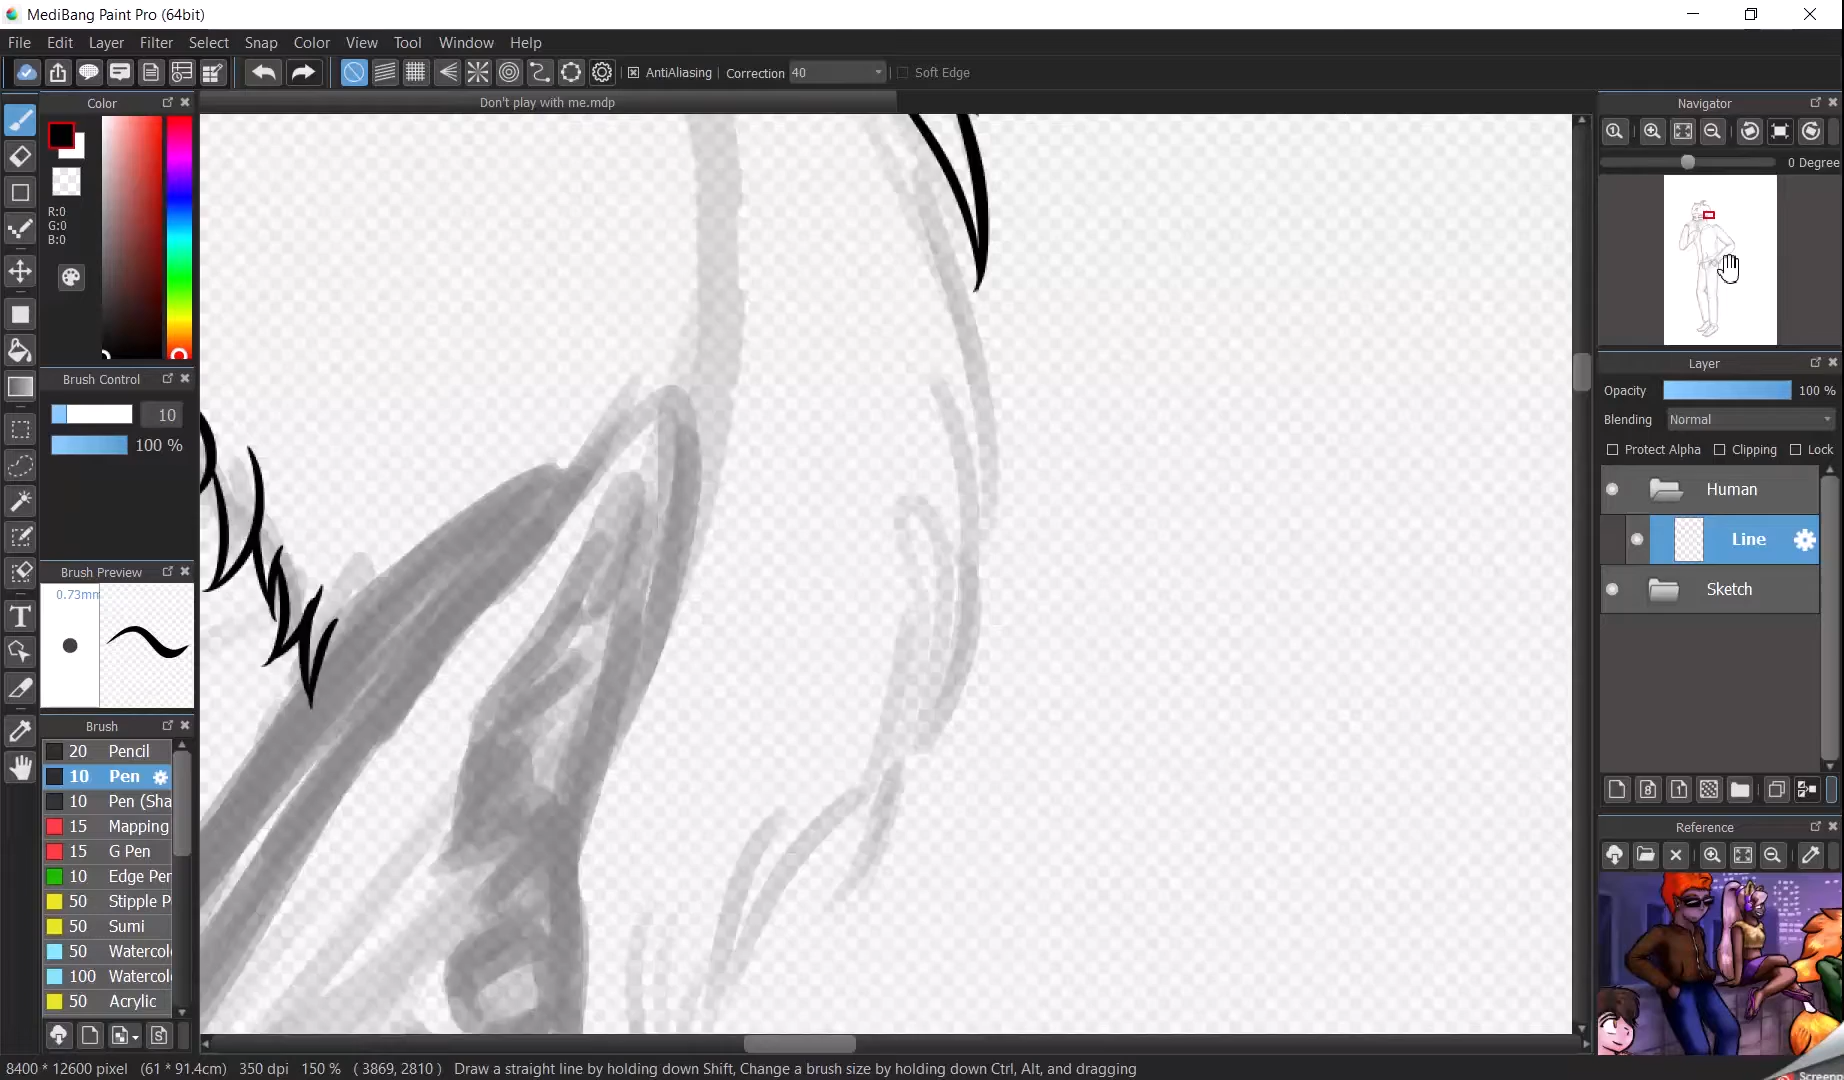 MediBang Paint Pro (64bit)
File Edit Layer Filter Select Snap Color View Tool Window Help
AntiAliasing Correction 40 Soft Edge
Color
Don't play with me.mdp
Navigator
0 Degree
R:0
G:0
B:0
Layer
Brush Control
Opacity 100 %
10
Blending Normal
100 %
Protect Alpha Clipping Lock
Human
Line
Brush Preview
Sketch
0.73mm
Brush
20 Pencil
10 Pen
10 Pen (Sha
15 Mapping
15 G Pen
10 Edge Pen
50 Stipple P
50 Sumi
50 Watercol
100 Watercol
50 Acrylic
Reference
8400 * 12600 pixel (61 * 91.4cm) 350 dpi 150 % ( 3869, 2810 ) Draw a straight line by holding down Shift, Change a brush size by holding down Ctrl, Alt, and dragging